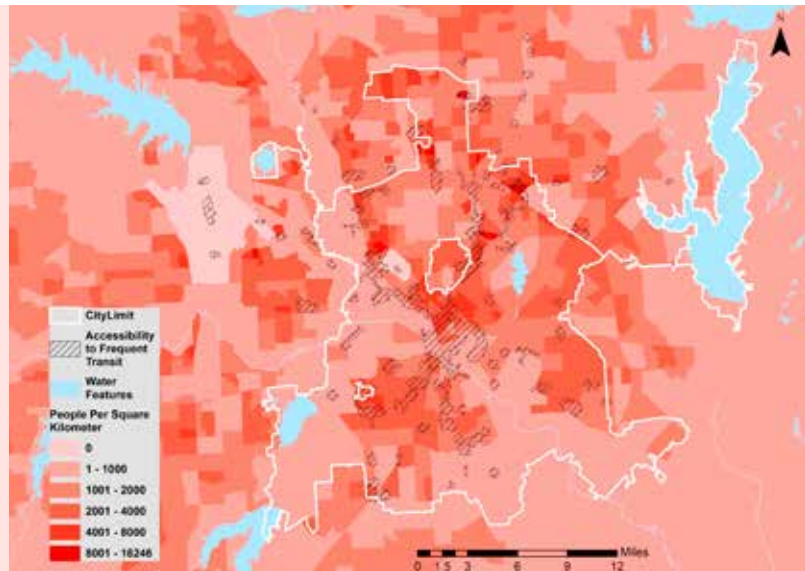 N
CityLimit
Accessibility
to Frequent
Transit
Water
Features
People Per Square
Kilometer
0
1 - 1000
1001 - 2000
2001 - 4000
4001 - 8000
8001 - 16246
Miles
0 1.5 3 6 9 12